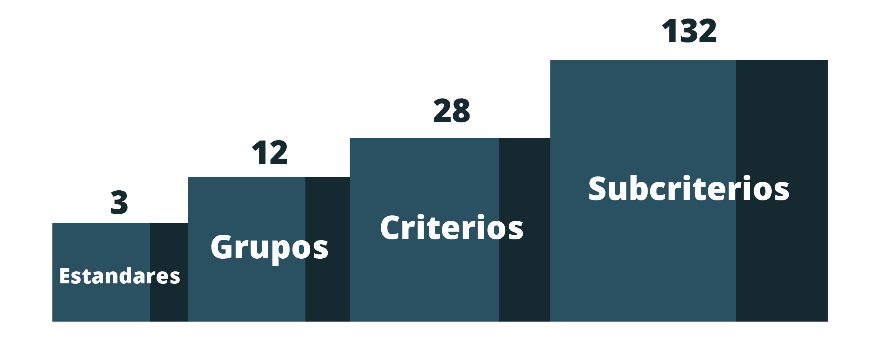 3
Estandares
12
Grupos
28
Criterios
132
Subcriterios